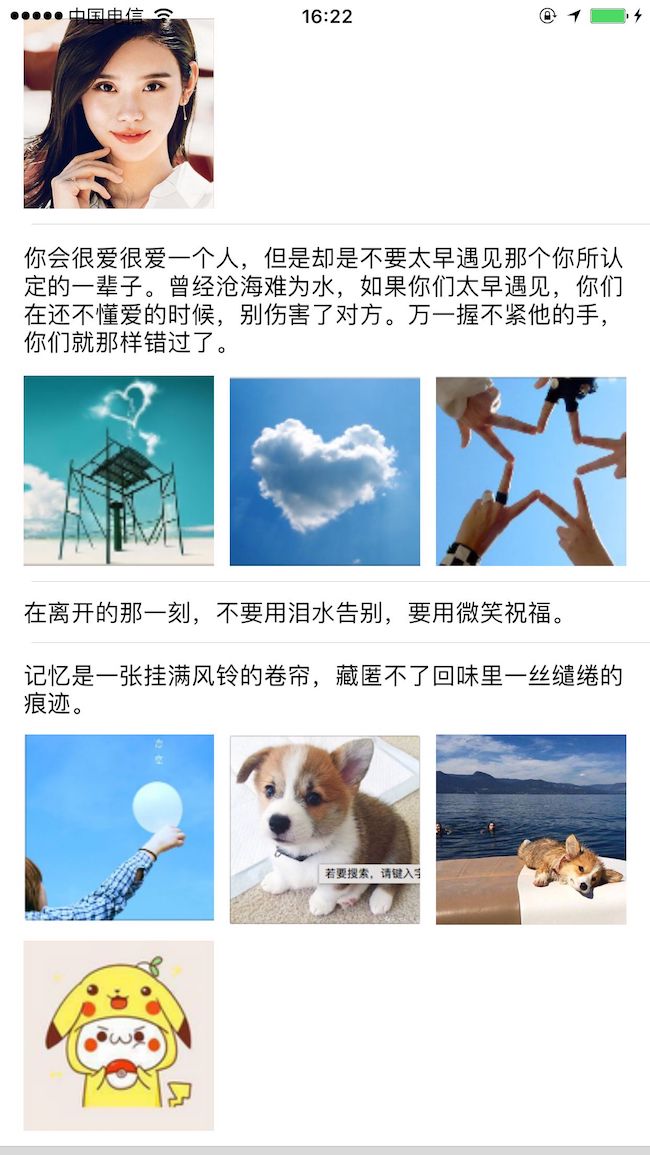 中国电信
16:22
你会很爱很爱一个人，但是却是不要太早遇见那个你所认
定的一辈子。曾经沧海难为水，如果你们太早遇见，你们
在还不懂爱的时候，别伤害了对方。万一握不紧他的手，
你们就那样错过了。
在离开的那一刻，不要用泪水告别，要用微笑祝福。
记忆是一张挂满风铃的卷帘，藏匿不了回味里一丝缱绻的
痕迹。
若要搜索，请键入字